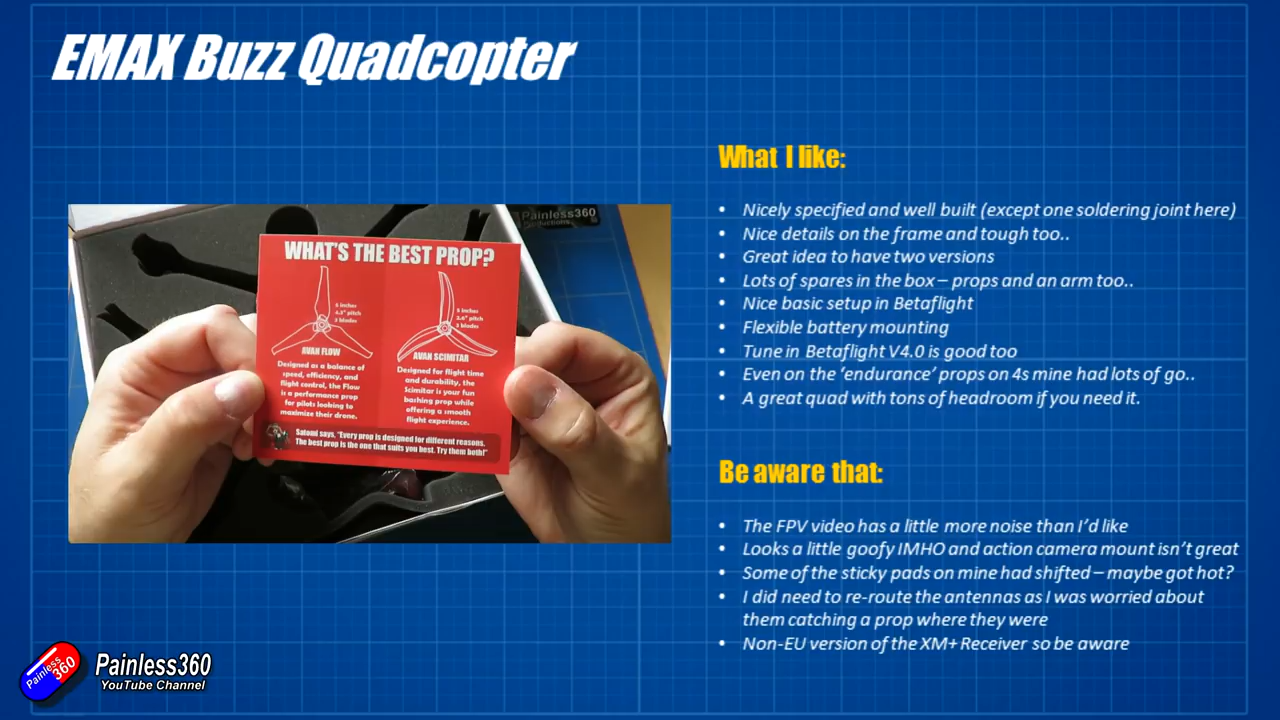 EMAX Buzz Quadcopter
What I like:
• Nicely specified and well built (except one soldering joint here)
• Nice details on the frame and tough too..
• Great idea to have two versions
• Lots of spares in the box – props and an arm too..
• Nice basic setup in Betaflight
• Flexible battery mounting
• Tune in Betaflight V4.0 is good too
• Even on the ‘endurance’ props on 4s mine had lots of go..
• A great quad with tons of headroom if you need it.
Be aware that:
• The FPV video has a little more noise than I’d like
• Looks a little goofy IMHO and action camera mount isn’t great
• Some of the sticky pads on mine had shifted – maybe got hot?
• I did need to re-route the antennas as I was worried about
them catching a prop where they were
• Non-EU version of the XM+ Receiver so be aware
Painless360
WHAT'S THE BEST PROP?
5 inches
3 blades
5 inches
3 blades
AVAN FLOW
Designed as a balance of
speed, efficiency, and
flight control, the Flow
is a performance prop
for pilots looking to
maximize their drone.
AVAN SCIMITAR
Designed for flight time
and durability, the
Scimitar is your fun
bashing prop while
offering a smooth
flight experience.
Satomi says, "Every prop is designed for different reasons.
The best prop is the one that suits you best. Try them both!"
Painless
360
Painless360
YouTube Channel